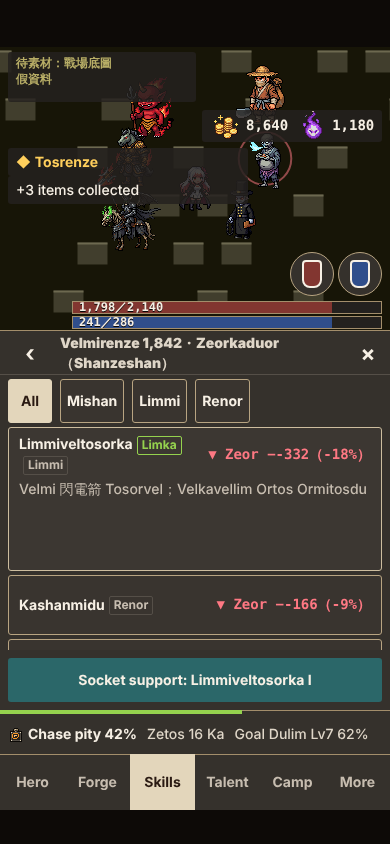 待素材：戰場底圖
假資料
8,640 1,180
◆ Tosrenze
+3 items collected
1,798／2,140
241／286
‹ Velmirenze 1,842 · Zeorkaduor
（Shanzeshan） ×
All Mishan Limmi Renor
Limmiveltosorka Limka
Limmi
▼ Zeor −-332 (-18%)
Velmi 閃電箭 Tosorvel；Velkavellim Ortos Ormitosdu
Kashanmidu Renor ▼ Zeor −-166 (-9%)
Socket support: Limmiveltosorka I
Chase pity 42% Zetos 16 Ka Goal Dulim Lv7 62%
Hero Forge Skills Talent Camp More